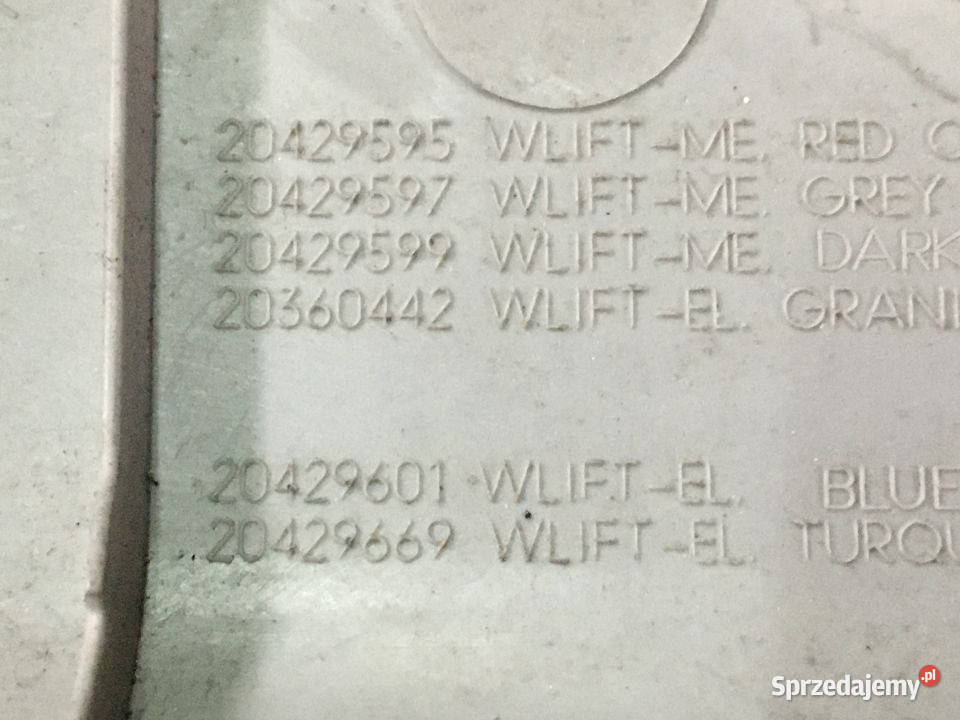 20429595 WLIFT-ME. RED
20429597 WLIFT-ME. GREY
20429599 WLIFT-ME. DARK
20360442 WLIFT-EL. GRANI
20429601 WLIFT-EL. BLUE
20429669 WLIFT-EL. TURQU
Sprzedajemy.pl